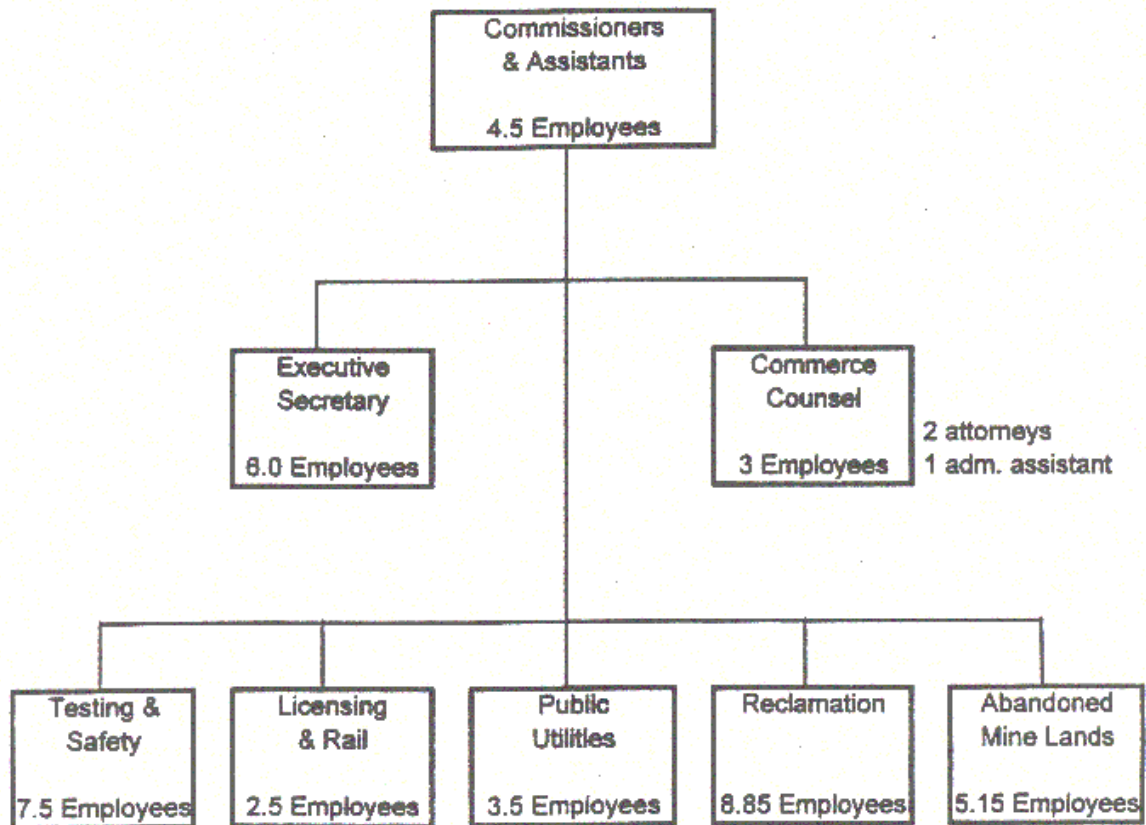 Commissioners
& Assistants
4.5 Employees
Executive
Secretary
6.0 Employees
Commerce
Counsel
3 Employees
2 attorneys
1 adm. assistant
Testing &
Safety
7.5 Employees
Licensing
& Rail
2.5 Employees
Public
Utilities
3.5 Employees
Reclamation
8.85 Employees
Abandoned
Mine Lands
5.15 Employees